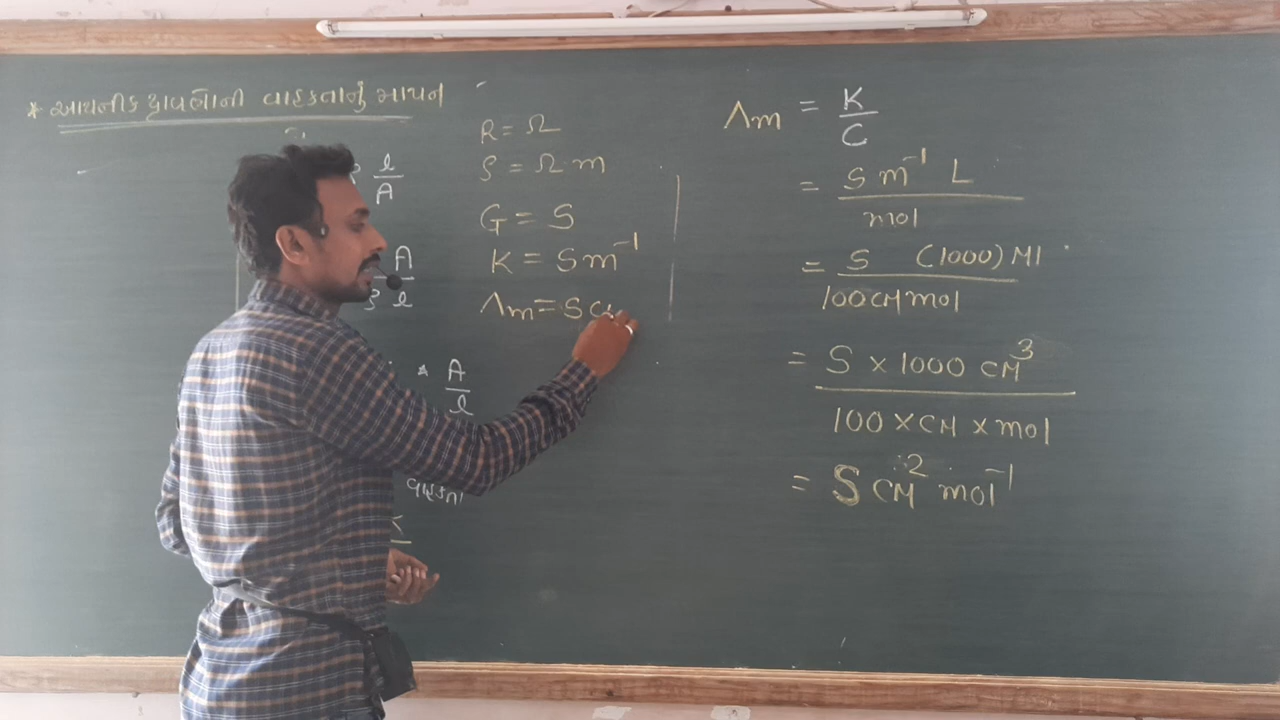 * આયનીક દ્રાવણોની વાહકતાનું માપન
l
A
A
l
A
l
વાહકતા
R = Ω
ʃ = Ω m
G = S
K = S m⁻¹
Λm = S
Λm = K
C
= S m⁻¹ L
mol
= S (1000) Ml
100 CM mol
= S × 1000 CM³
100 × CM × mol
= S CM² mol⁻¹